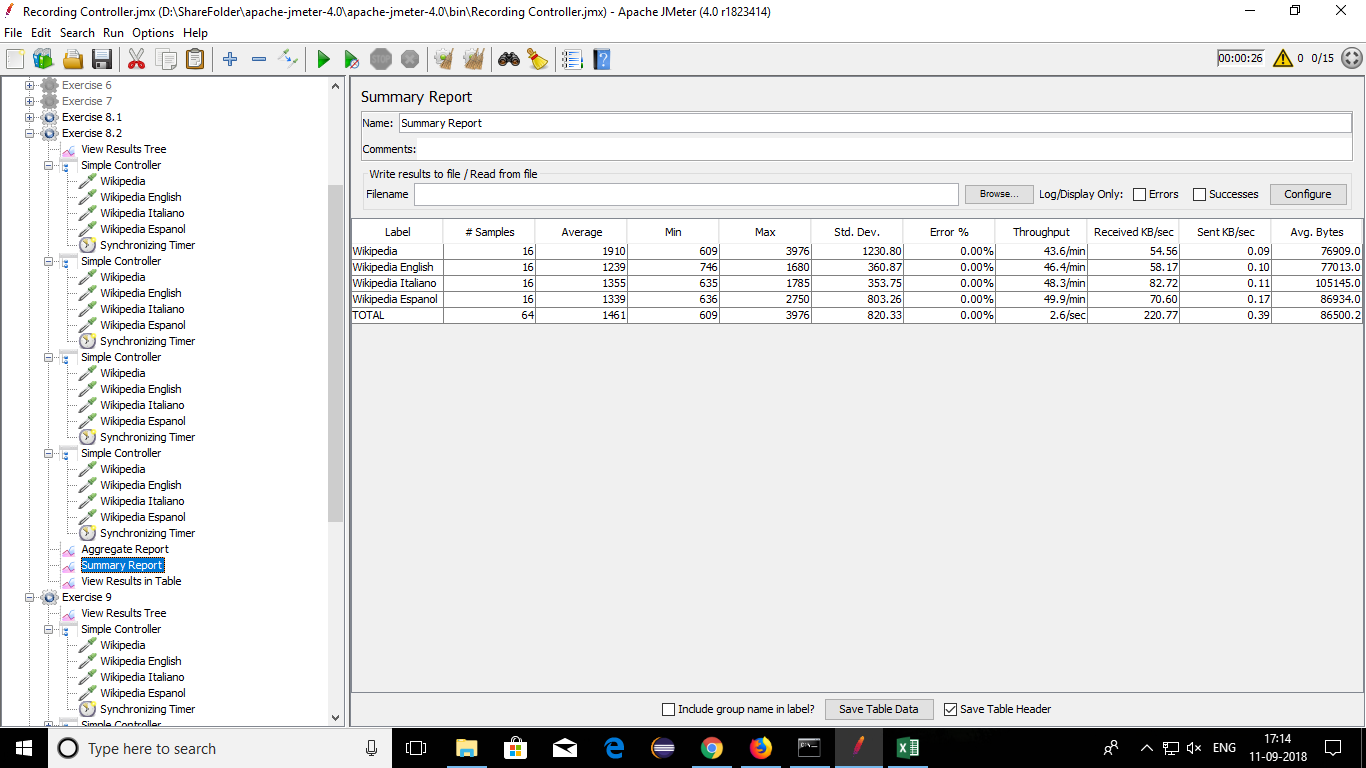 Recording Controller.jmx (D:\ShareFolder\apache-jmeter-4.0\apache-jmeter-4.0\bin\Recording Controller.jmx) - Apache JMeter (4.0 r1823414)
File Edit Search Run Options Help
STOP 00:00:26 0 0/15
Exercise 6
Exercise 7
Exercise 8.1
Exercise 8.2
View Results Tree
Simple Controller
Wikipedia
Wikipedia English
Wikipedia Italiano
Wikipedia Espanol
Synchronizing Timer
Simple Controller
Wikipedia
Wikipedia English
Wikipedia Italiano
Wikipedia Espanol
Synchronizing Timer
Simple Controller
Wikipedia
Wikipedia English
Wikipedia Italiano
Wikipedia Espanol
Synchronizing Timer
Simple Controller
Wikipedia
Wikipedia English
Wikipedia Italiano
Wikipedia Espanol
Synchronizing Timer
Aggregate Report
Summary Report
View Results in Table
Exercise 9
View Results Tree
Simple Controller
Wikipedia
Wikipedia English
Wikipedia Italiano
Wikipedia Espanol
Synchronizing Timer
Simple Controller
Summary Report
Name: Summary Report
Comments:
Write results to file / Read from file
Filename Browse... Log/Display Only: Errors Successes Configure
Label # Samples Average Min Max Std. Dev. Error % Throughput Received KB/sec Sent KB/sec Avg. Bytes
Wikipedia 16 1910 609 3976 1230.80 0.00% 43.6/min 54.56 0.09 76909.0
Wikipedia English 16 1239 746 1680 360.87 0.00% 46.4/min 58.17 0.10 77013.0
Wikipedia Italiano 16 1355 635 1785 353.75 0.00% 48.3/min 82.72 0.11 105145.0
Wikipedia Espanol 16 1339 636 2750 803.26 0.00% 49.9/min 70.60 0.17 86934.0
TOTAL 64 1461 609 3976 820.33 0.00% 2.6/sec 220.77 0.39 86500.2
Include group name in label? Save Table Data Save Table Header
Type here to search
ENG 17:14
11-09-2018